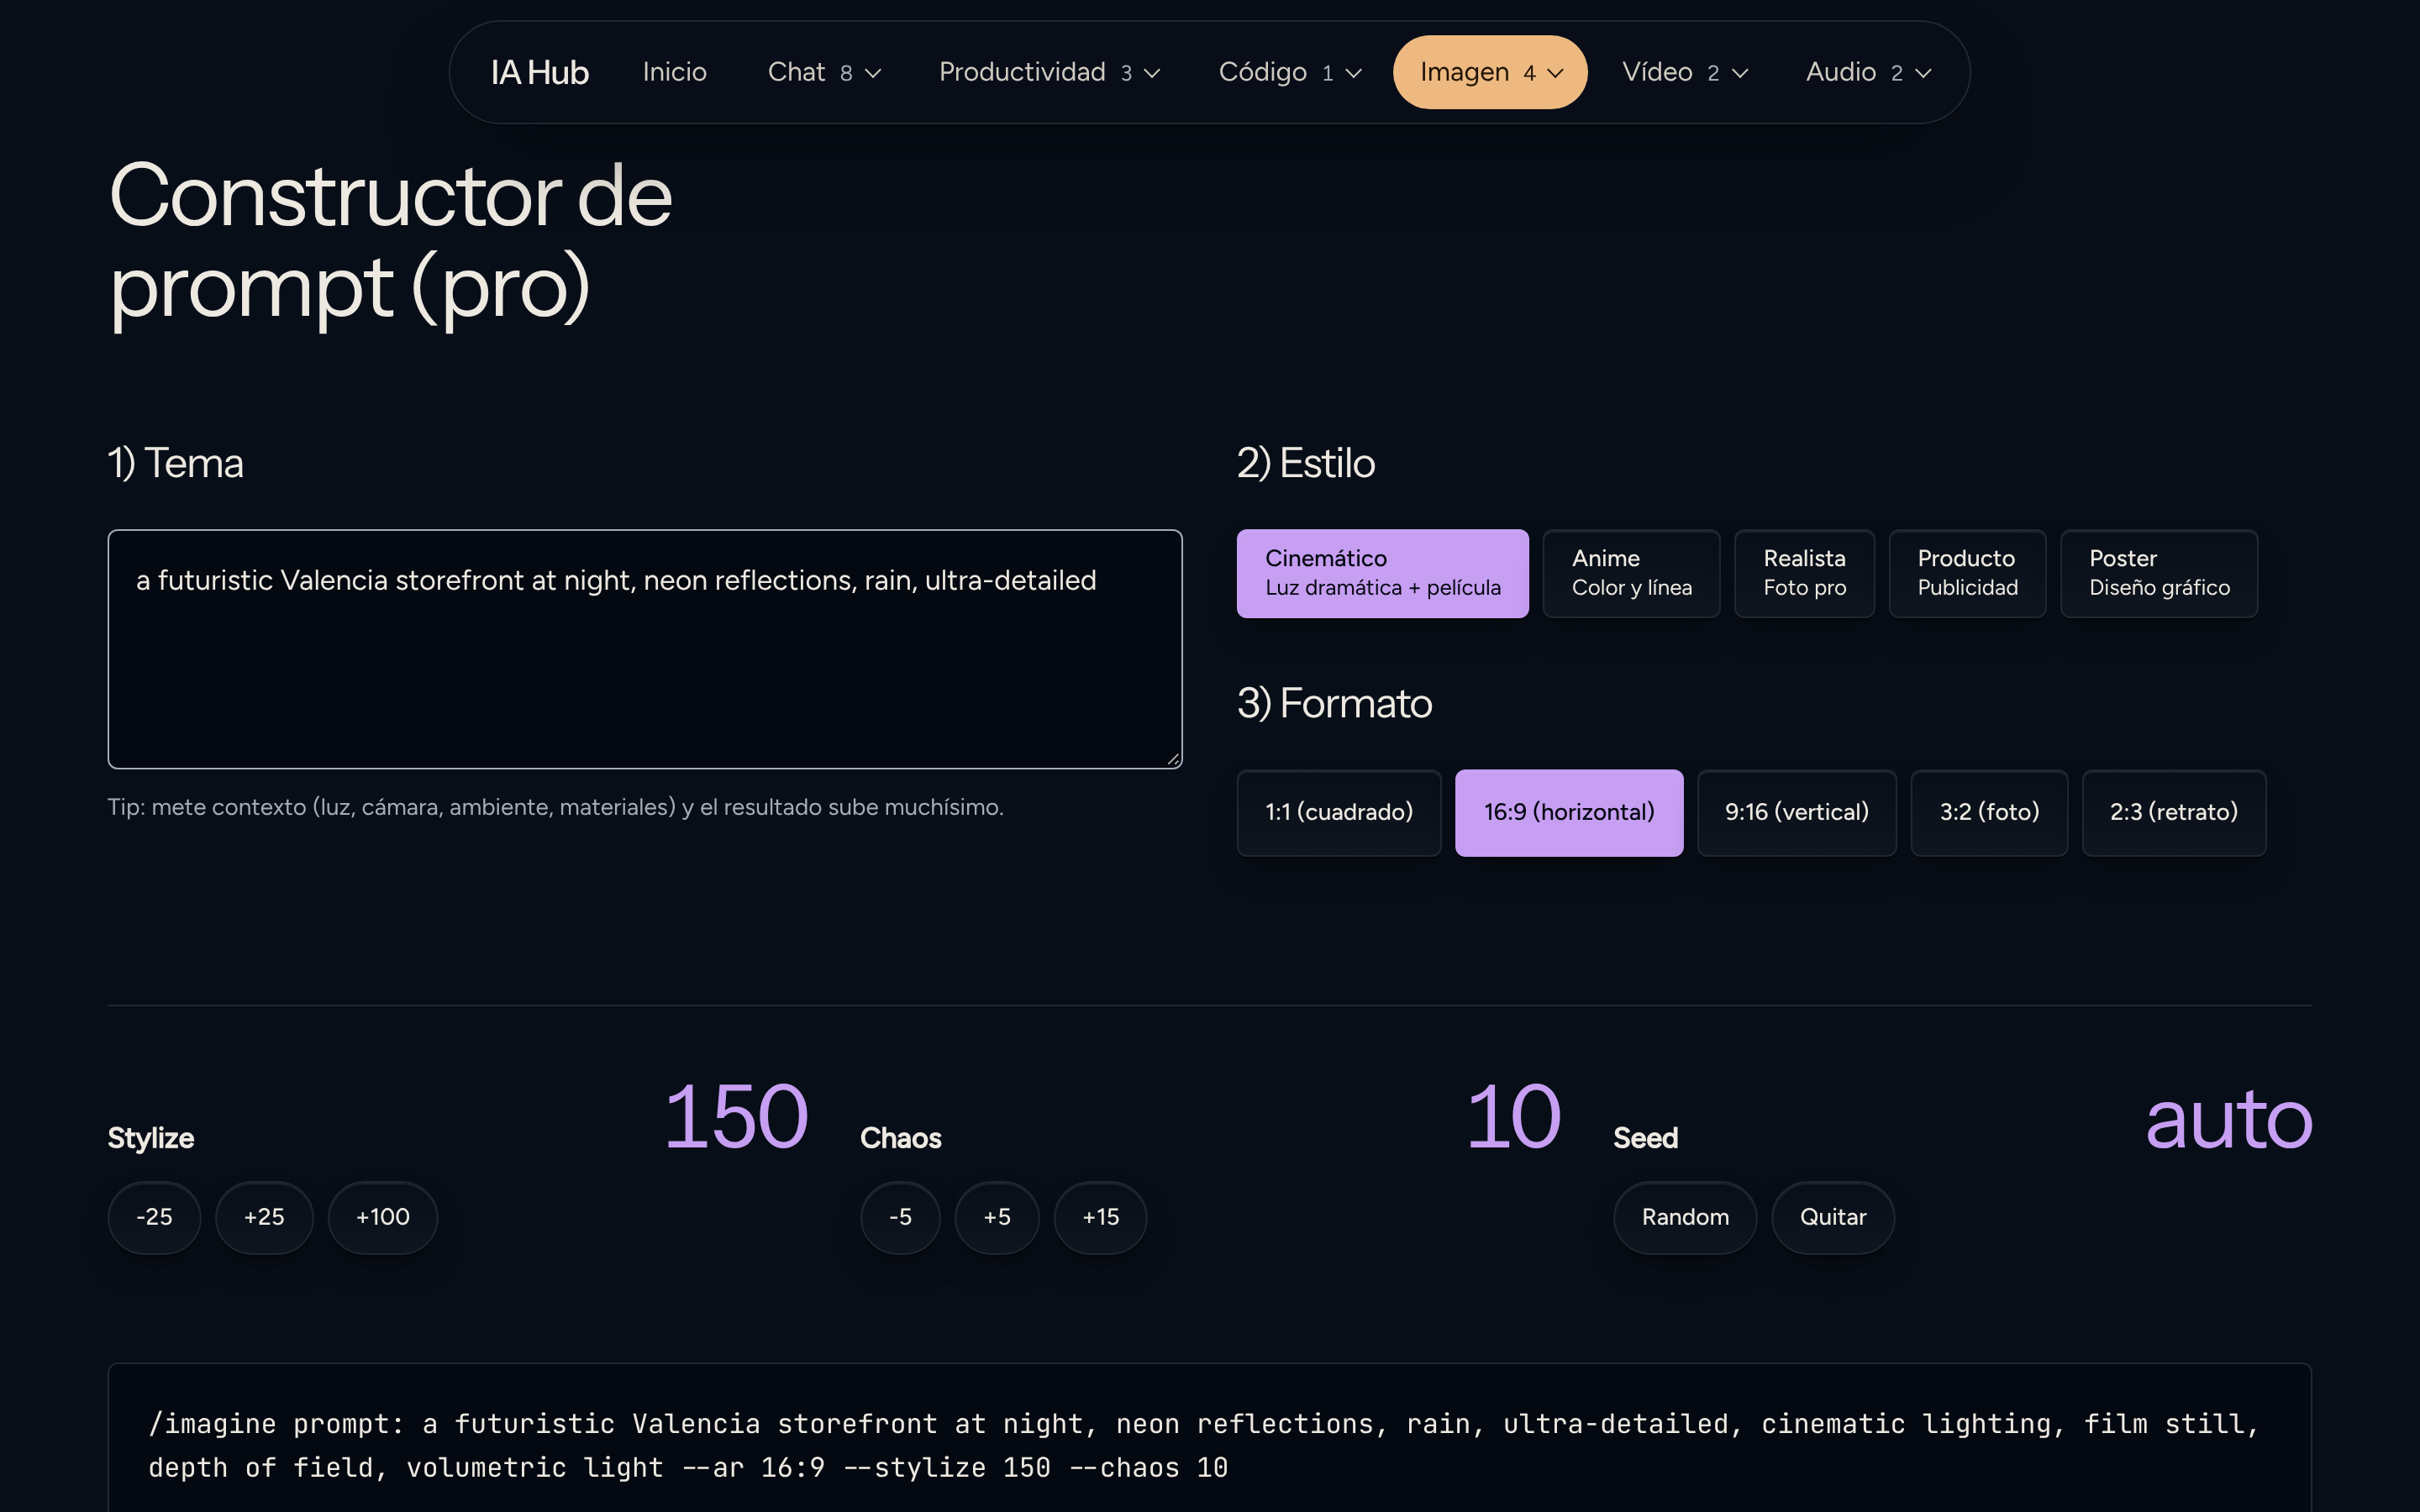 IA Hub Inicio Chat 8 Productividad 3 Código 1 Imagen 4 Vídeo 2 Audio 2
Constructor de
prompt (pro)
1) Tema
a futuristic Valencia storefront at night, neon reflections, rain, ultra-detailed
Tip: mete contexto (luz, cámara, ambiente, materiales) y el resultado sube muchísimo.
2) Estilo
Cinemático
Luz dramática + película
Anime
Color y línea
Realista
Foto pro
Producto
Publicidad
Poster
Diseño gráfico
3) Formato
1:1 (cuadrado) 16:9 (horizontal) 9:16 (vertical) 3:2 (foto) 2:3 (retrato)
Stylize 150
-25 +25 +100
Chaos 10
-5 +5 +15
Seed auto
Random Quitar
/imagine prompt: a futuristic Valencia storefront at night, neon reflections, rain, ultra-detailed, cinematic lighting, film still,
depth of field, volumetric light --ar 16:9 --stylize 150 --chaos 10